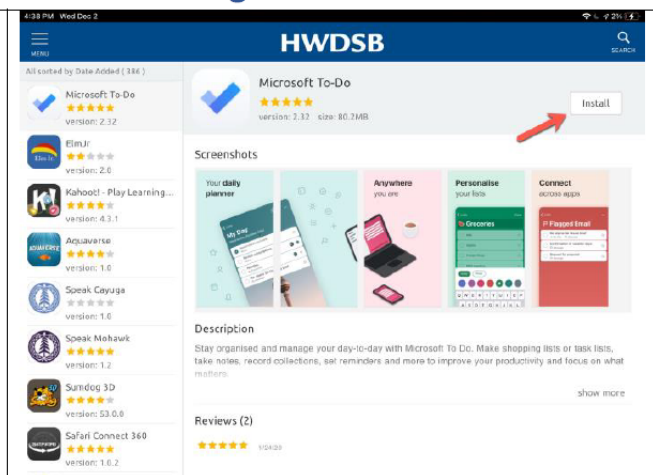 4:38 PM Wed Dec 2
21%
MENU
HWDSB
SEARCH
All sorted by Date Added ( 386 )
Microsoft To-Do
version: 2.32
ElmJr
version: 2.0
Kahoot! - Play Learning...
version: 4.3.1
Aquaverse
version: 1.0
Speak Cayuga
version: 1.0
Speak Mohawk
version: 1.2
Sumdog 3D
version: 53.0.0
Safari Connect 360
version: 1.0.2
Microsoft To-Do
version: 2.32 size: 80.2MB
Install
Screenshots
Your daily
planner
My Day
Anywhere
you are
Personalise
your lists
Groceries
Connect
across apps
Flagged Email
Description
Stay organised and manage your day-to-day with Microsoft To Do. Make shopping lists or task lists,
take notes, record collections, set reminders and more to improve your productivity and focus on what
matters.
show more
Reviews (2)
1/24/20